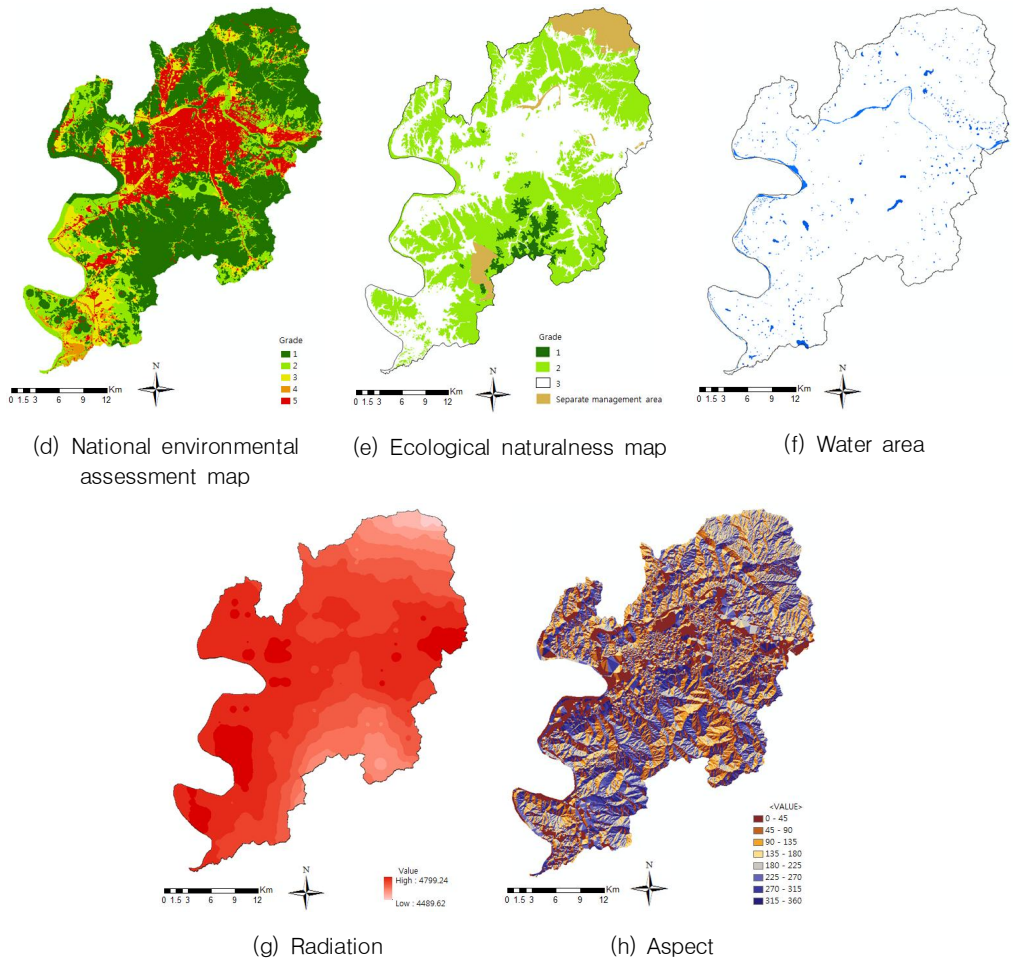 Grade
1
2
3
4
5
N
Km
0 1.5 3 6 9 12
(d) National environmental
assessment map
Grade
1
2
3
Separate management area
N
Km
0 1.5 3 6 9 12
(e) Ecological naturalness map
N
Km
0 1.5 3 6 9 12
(f) Water area
Value
High : 4799.24
Low : 4489.62
N
Km
0 1.5 3 6 9 12
(g) Radiation
<VALUE>
0 - 45
45 - 90
90 - 135
135 - 180
180 - 225
225 - 270
270 - 315
315 - 360
N
Km
0 1.5 3 6 9 12
(h) Aspect